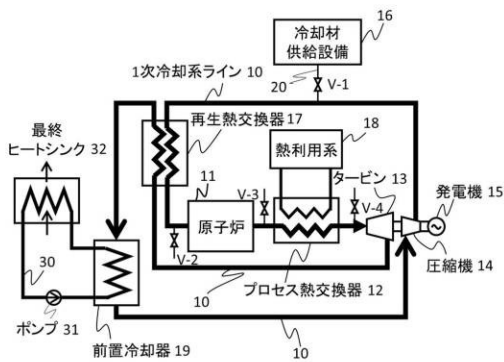 冷却材
供給設備
16
1次冷却系ライン 10
20
V-1
再生熱交換器 17
最終
ヒートシンク 32
熱利用系
18
11
原子炉
V-3
タービン 13
V-4
発電機 15
V-2
30
10
プロセス熱交換器 12
圧縮機 14
ポンプ 31
前置冷却器 19
10